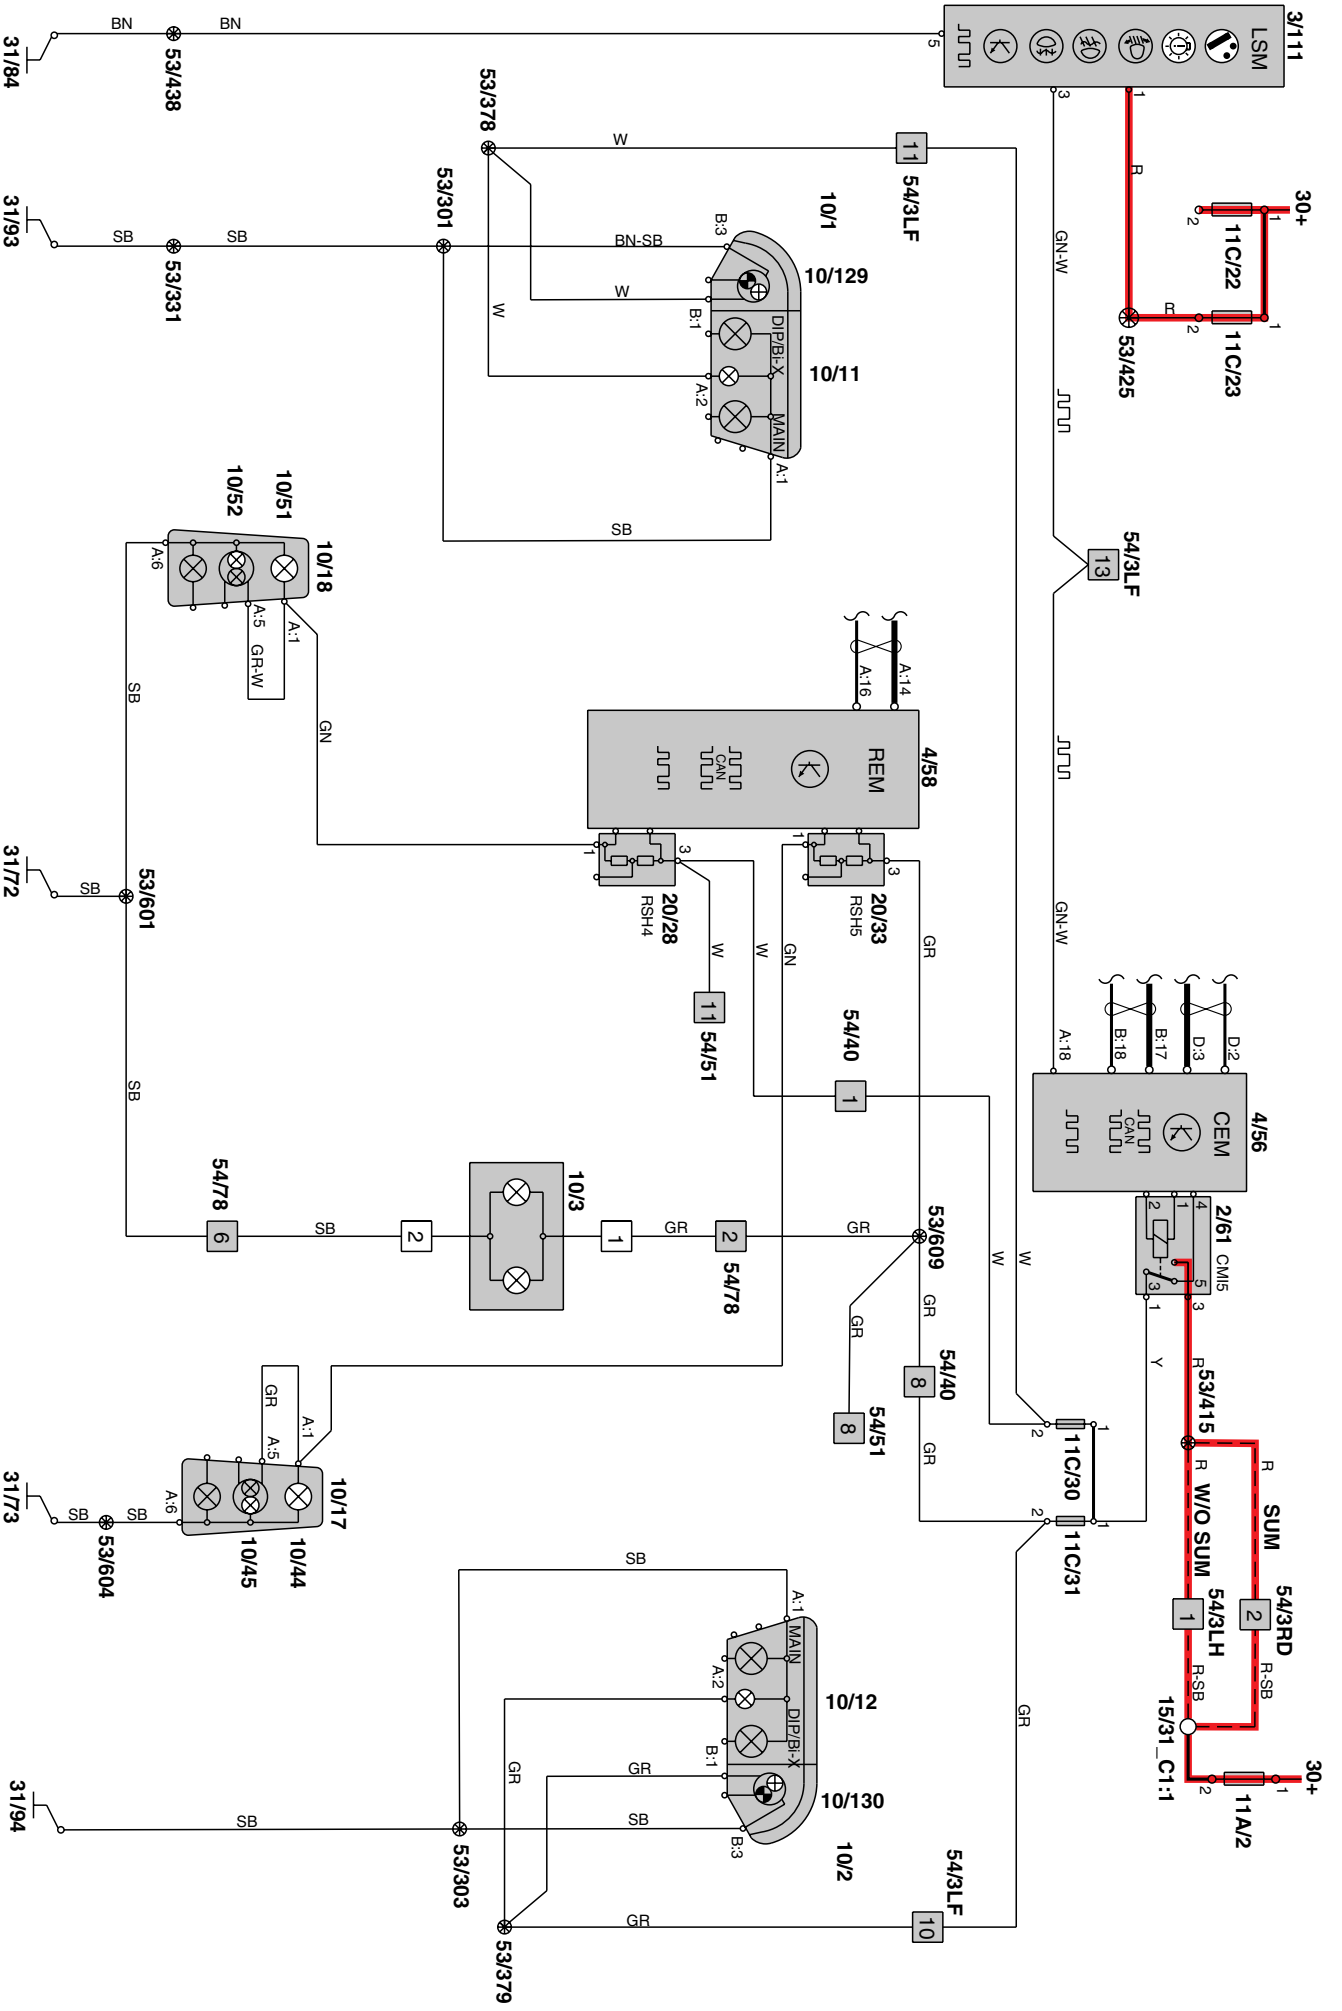 3/111
LSM
5
3
1
BN
BN
53/438
31/84
R
30+
1
2
11C/22
1
2
11C/23
R
53/425
GN-W
54/3LF
13
GN-W
A:18
53/378
W
11
54/3LF
10/1
B:3
10/129
BN-SB
W
B:1
DIP/Bi-X
10/11
A:2
MAIN
A:1
W
SB
53/301
SB
53/331
SB
31/93
10/51
10/52
10/18
A:6
A:5
A:1
GR-W
GN
SB
A:14
A:16
4/58
REM
CAN
1
3
20/33
RSH5
1
3
20/28
RSH4
W
W
GN
GR
11
54/51
54/40
1
D:2
D:3
B:17
B:18
4/56
CEM
CAN
2/61
CMI5
4
1
2
5
3
3
1
Y
R
53/415
R
R
SUM
W/O SUM
54/3RD
2
54/3LH
1
R-SB
R-SB
15/31_C1:1
30+
1
2
11A/2
53/601
SB
31/72
SB
54/78
6
SB
2
10/3
1
GR
2
54/78
GR
53/609
GR
GR
54/40
8
8
54/51
GR
W
W
1
2
11C/30
1
2
11C/31
GR
A:1
GR
A:5
10/17
10/44
10/45
A:6
SB
53/604
SB
31/73
SB
A:1
MAIN
A:2
10/12
DIP/Bi-X
B:1
10/130
B:3
10/2
GR
GR
SB
53/303
SB
31/94
53/379
GR
10
54/3LF